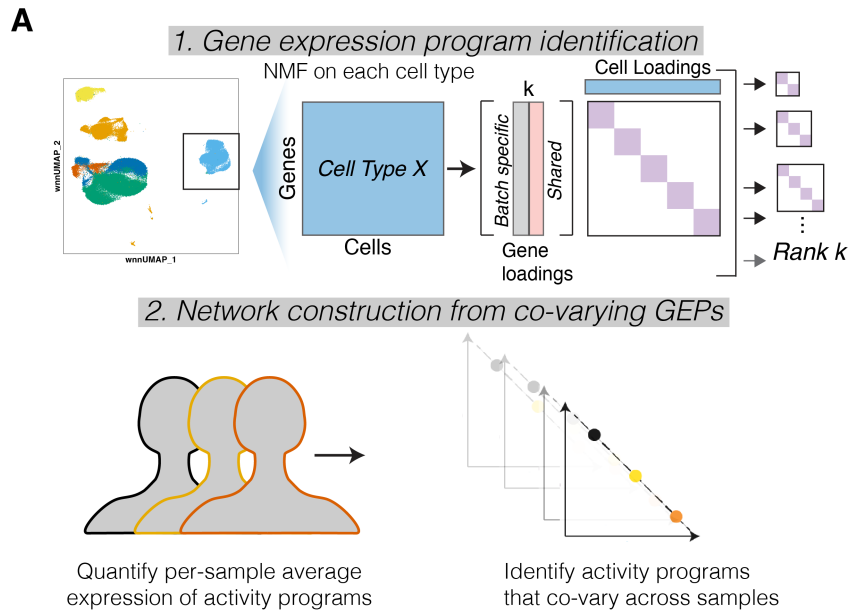 A
1. Gene expression program identification
NMF on each cell type
wnnUMAP_2
wnnUMAP_1
Genes
Cell Type X
Cells
k
Batch specific
Shared
Gene
loadings
Cell Loadings
Rank k
2. Network construction from co-varying GEPs
Quantify per-sample average
expression of activity programs
Identify activity programs
that co-vary across samples